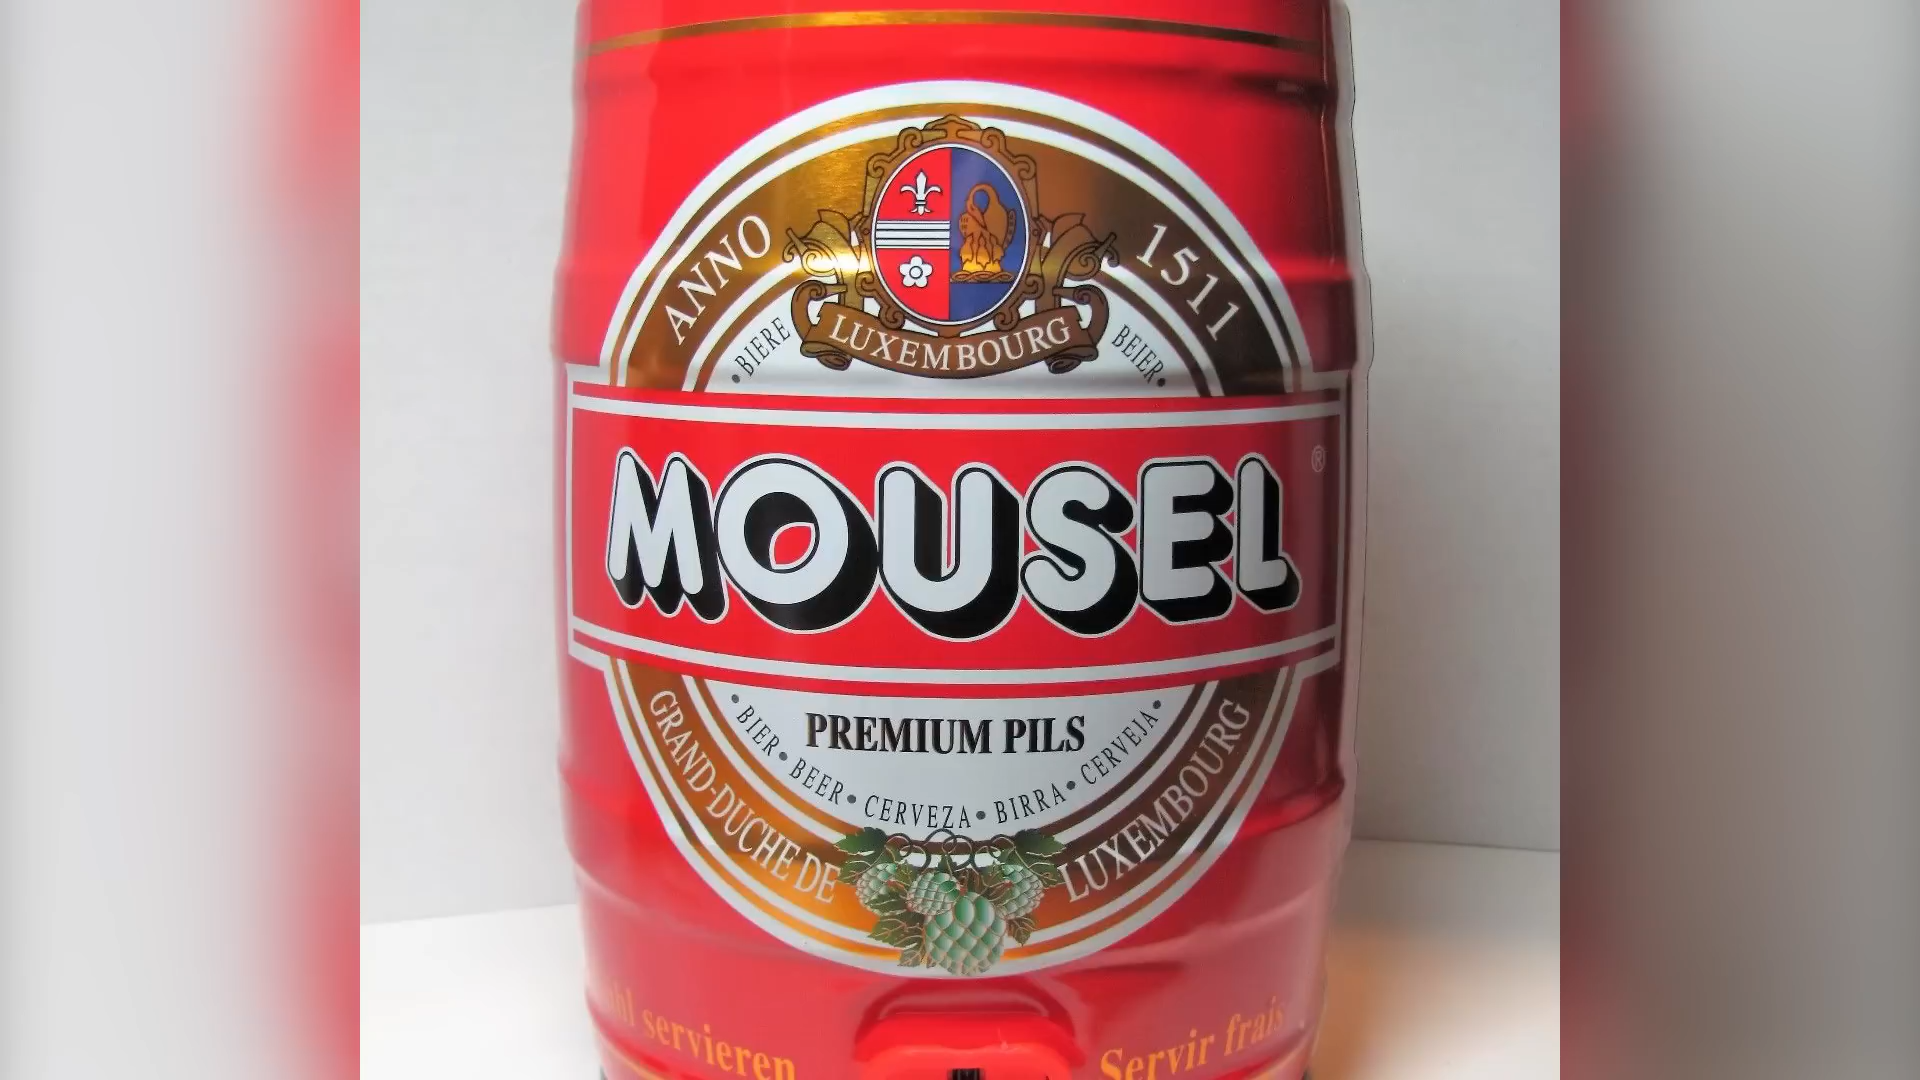 ANNO 1511
LUXEMBOURG
• BIERE
BEIER •
MOUSEL ®
PREMIUM PILS
• BIER • BEER • CERVEZA • BIRRA • CERVEJA •
GRAND-DUCHE DE LUXEMBOURG
servieren
Servir frais